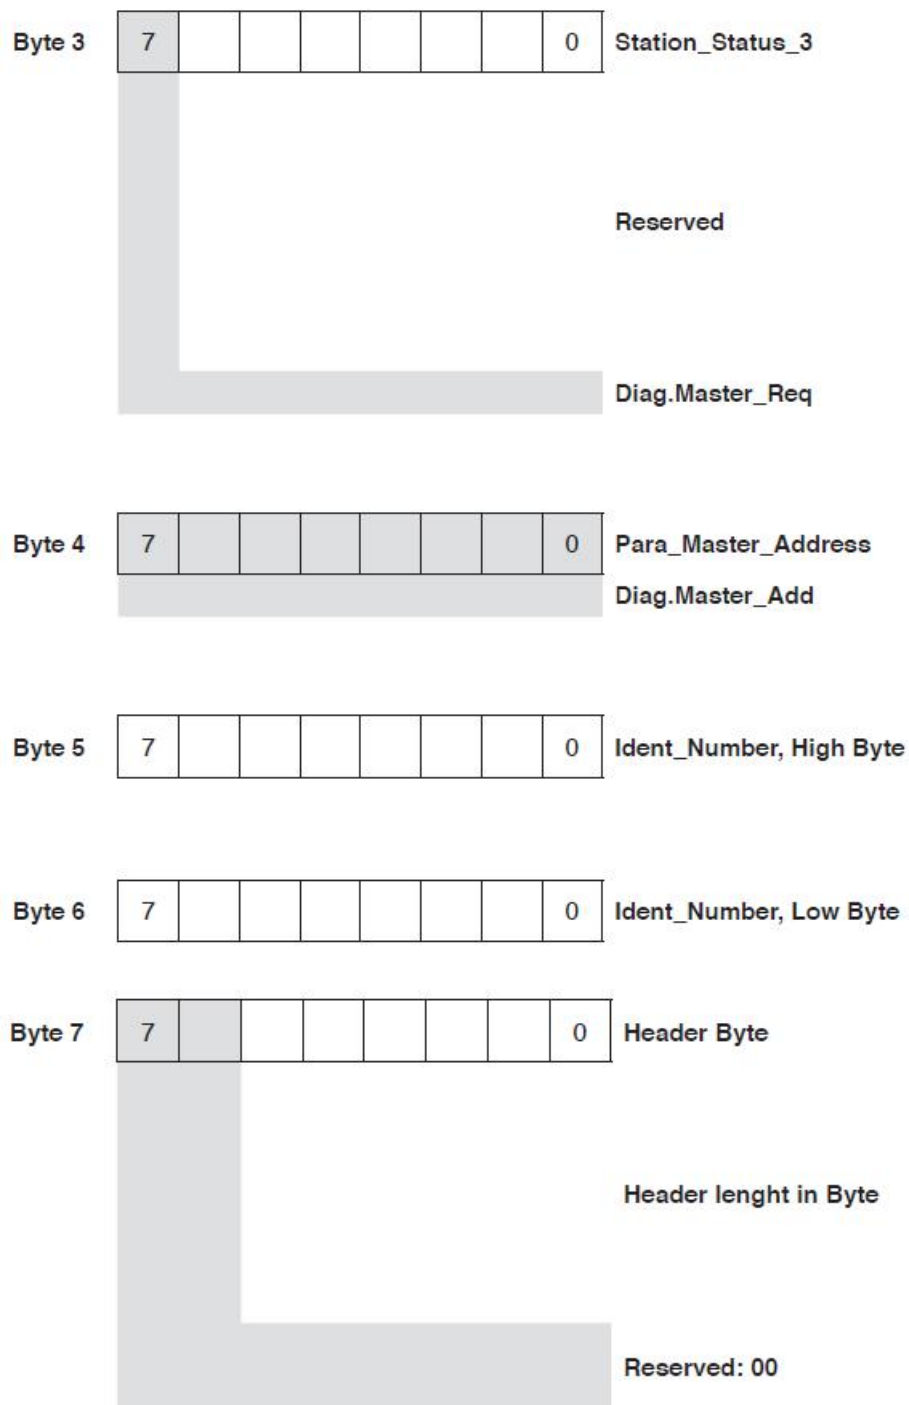 Byte 3 7 0 Station_Status_3
Reserved
Diag.Master_Req
Byte 4 7 0 Para_Master_Address
Diag.Master_Add
Byte 5 7 0 Ident_Number, High Byte
Byte 6 7 0 Ident_Number, Low Byte
Byte 7 7 0 Header Byte
Header lenght in Byte
Reserved: 00